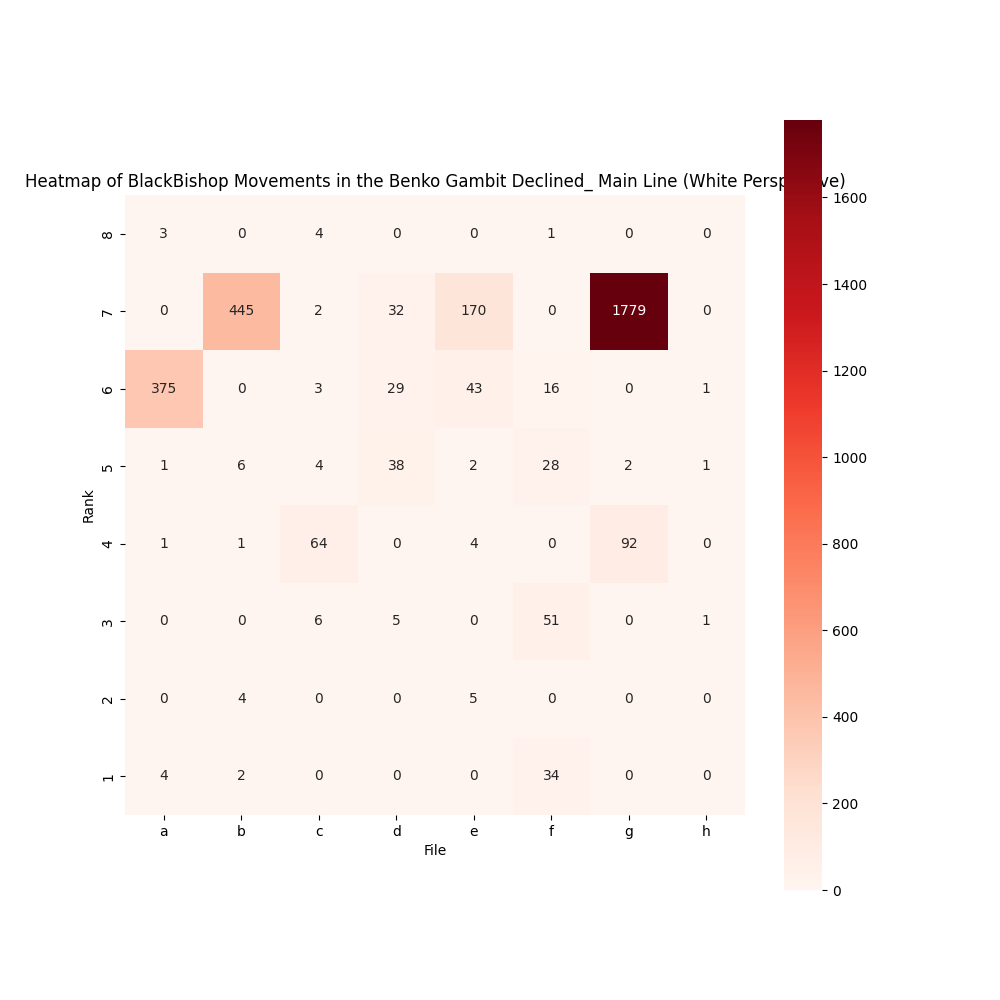 Heatmap of BlackBishop Movements in the Benko Gambit Declined_ Main Line (White Perspective)
8 3 0 4 0 0 1 0 0
7 0 445 2 32 170 0 1779 0
6 375 0 3 29 43 16 0 1
5 1 6 4 38 2 28 2 1
Rank
4 1 1 64 0 4 0 92 0
3 0 0 6 5 0 51 0 1
2 0 4 0 0 5 0 0 0
1 4 2 0 0 0 34 0 0
a b c d e f g h
File
1600
1400
1200
1000
800
600
400
200
0